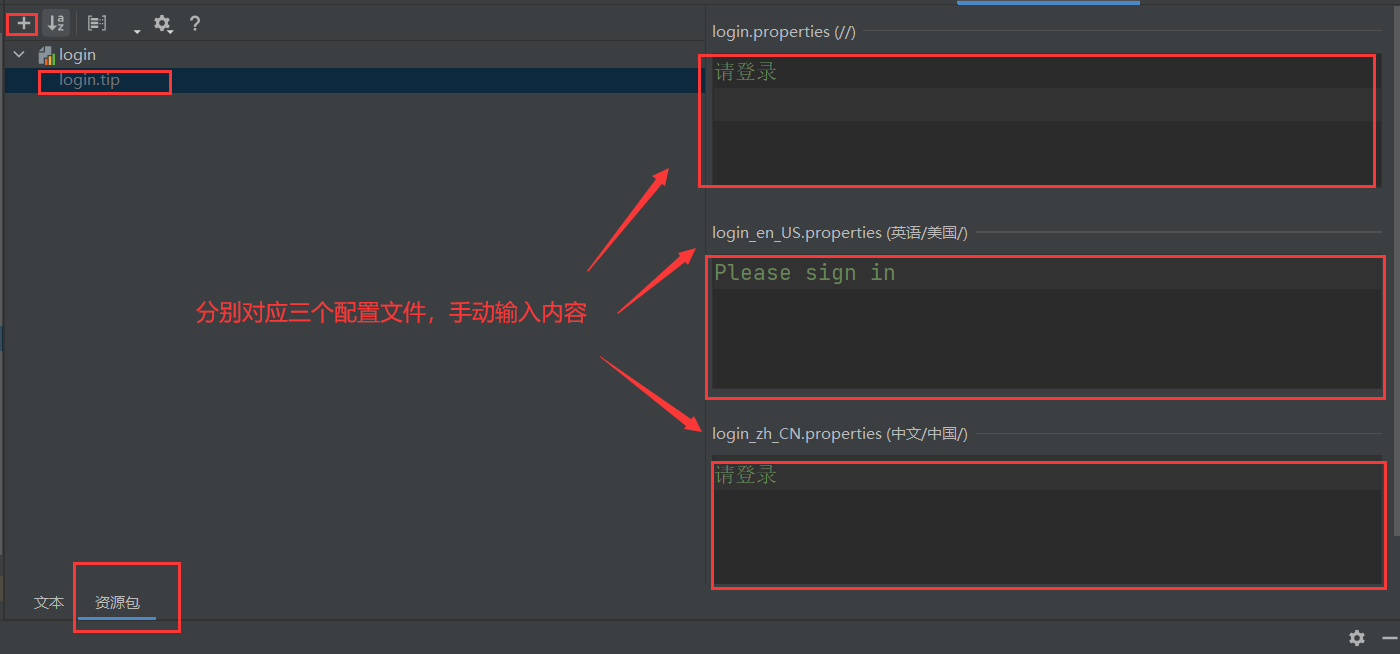 login
login.tip
login.properties (//)
请登录
login_en_US.properties (英语/美国/)
Please sign in
分别对应三个配置文件，手动输入内容
login_zh_CN.properties (中文/中国/)
请登录
文本 资源包